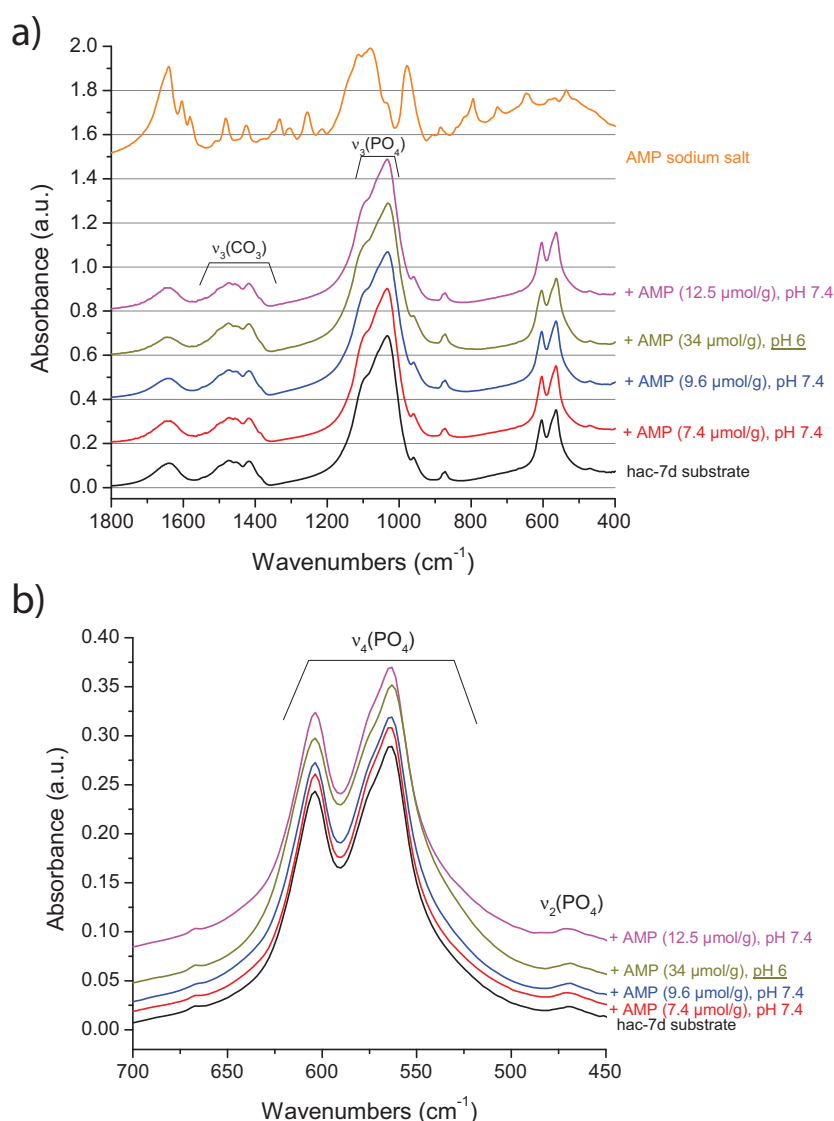 a)
2.0
1.8
1.6
1.4
1.2
1.0
0.8
0.6
0.4
0.2
0.0
Absorbance (a.u.)
ν3(PO4)
ν3(CO3)
AMP sodium salt
+ AMP (12.5 µmol/g), pH 7.4
+ AMP (34 µmol/g), pH 6
+ AMP (9.6 µmol/g), pH 7.4
+ AMP (7.4 µmol/g), pH 7.4
hac-7d substrate
1800 1600 1400 1200 1000 800 600 400
Wavenumbers (cm-1)
b)
0.40
0.35
0.30
0.25
0.20
0.15
0.10
0.05
0.00
Absorbance (a.u.)
ν4(PO4)
ν2(PO4)
+ AMP (12.5 µmol/g), pH 7.4
+ AMP (34 µmol/g), pH 6
+ AMP (9.6 µmol/g), pH 7.4
+ AMP (7.4 µmol/g), pH 7.4
hac-7d substrate
700 650 600 550 500 450
Wavenumbers (cm-1)